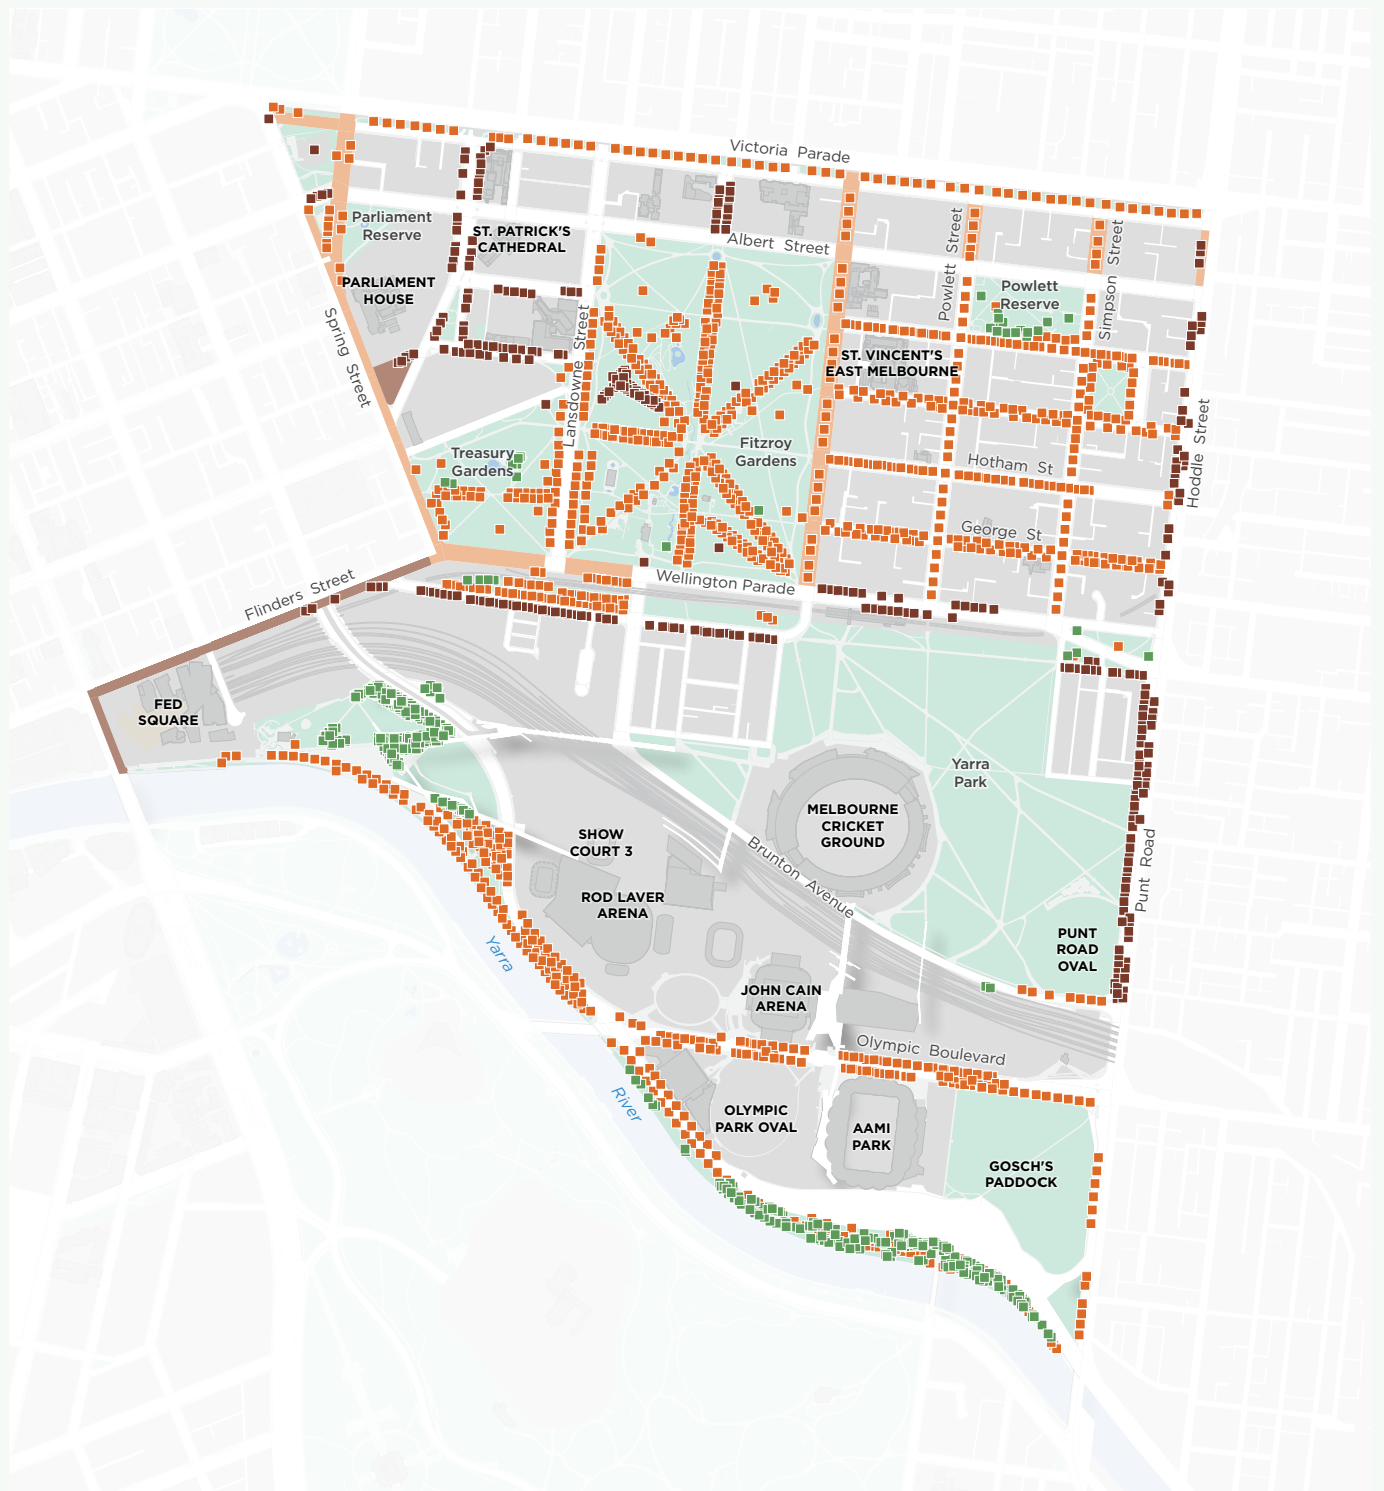 Victoria Parade
Parliament
Reserve
ST. PATRICK'S
CATHEDRAL
Albert Street
Powlett Street
Simpson Street
PARLIAMENT
HOUSE
Powlett
Reserve
Spring Street
Lansdowne Street
ST. VINCENT'S
EAST MELBOURNE
Hoddle Street
Treasury
Gardens
Fitzroy
Gardens
Hotham St
George St
Flinders Street
Wellington Parade
FED
SQUARE
Yarra
Park
MELBOURNE
CRICKET
GROUND
SHOW
COURT 3
Brunton Avenue
Punt Road
ROD LAVER
ARENA
PUNT
ROAD
OVAL
Yarra
JOHN CAIN
ARENA
Olympic Boulevard
River
OLYMPIC
PARK OVAL
AAMI
PARK
GOSCH'S
PADDOCK